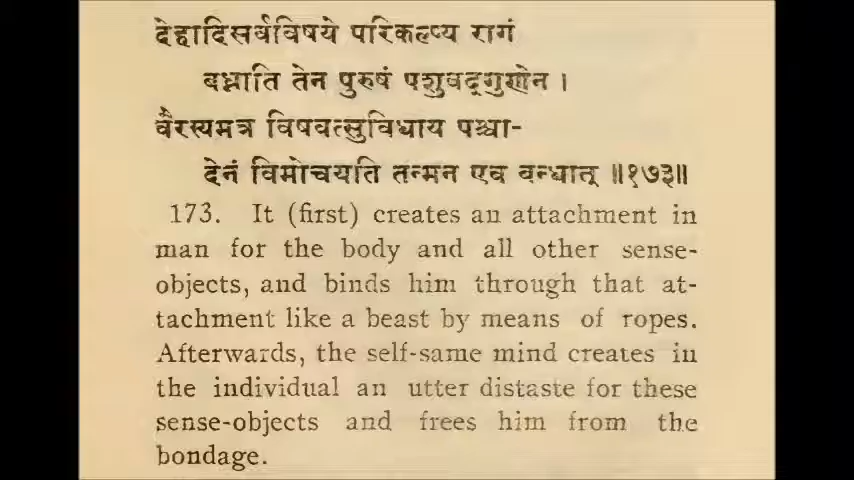 देहादिसर्वविषये परिकल्प्य रागं
बध्नाति तेन पुरुषं पशुवद्गुणेन ।
वैरस्यमत्र विषवत्सुविधाय पश्चा-
देनं विमोचयति तन्मन एव बन्धात् ॥१७३॥
173. It (first) creates an attachment in
man for the body and all other sense-
objects, and binds him through that at-
tachment like a beast by means of ropes.
Afterwards, the self-same mind creates in
the individual an utter distaste for these
sense-objects and frees him from the
bondage.